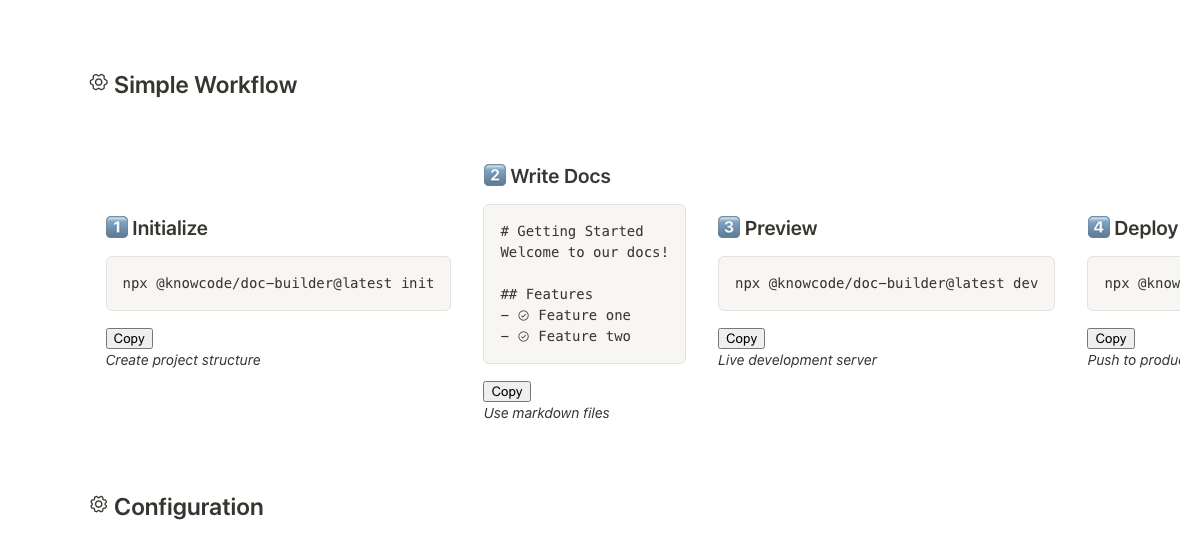 Simple Workflow
1 Initialize
npx @knowcode/doc-builder@latest init
Copy
Create project structure
2 Write Docs
# Getting Started
Welcome to our docs!
## Features
- Feature one
- Feature two
Copy
Use markdown files
3 Preview
npx @knowcode/doc-builder@latest dev
Copy
Live development server
4 Deploy
npx @know
Copy
Push to produ
Configuration